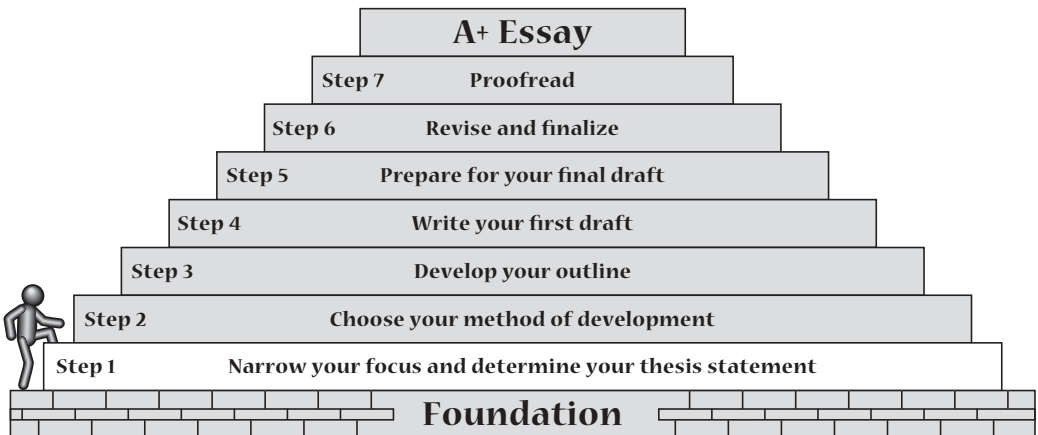 A+ Essay
Step 7 Proofread
Step 6 Revise and finalize
Step 5 Prepare for your final draft
Step 4 Write your first draft
Step 3 Develop your outline
Step 2 Choose your method of development
Step 1 Narrow your focus and determine your thesis statement
Foundation